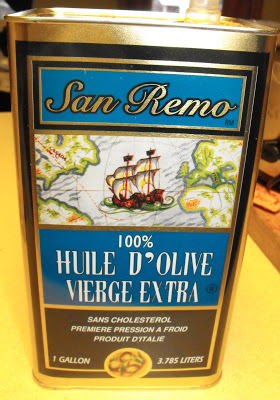 San Remo
RM
100%
HUILE D'OLIVE
VIERGE EXTRA ®
SANS CHOLESTEROL
PREMIERE PRESSION A FROID
PRODUIT D'ITALIE
1 GALLON 3.785 LITERS